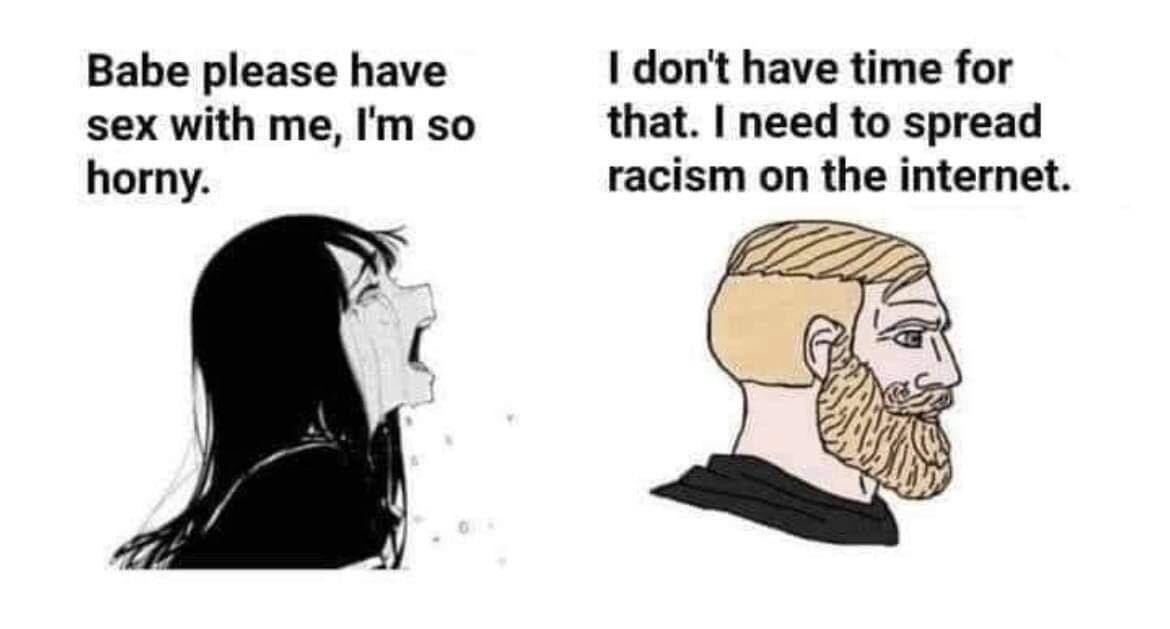 Babe please have
sex with me, I'm so
horny.
I don't have time for
that. I need to spread
racism on the internet.